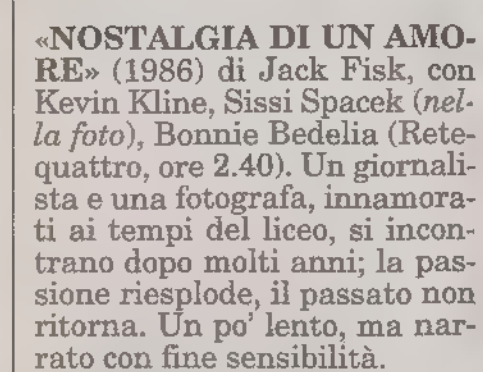 «NOSTALGIA DI UN AMO-
RE» (1986) di Jack Fisk, con
Kevin Kline, Sissi Spacek (nel-
la foto), Bonnie Bedelia (Rete-
quattro, ore 2.40). Un giornali-
sta e una fotografa, innamora-
ti ai tempi del liceo, si incon-
trano dopo molti anni; la pas-
sione riesplode, il passato non
ritorna. Un po' lento, ma nar-
rato con fine sensibilità.